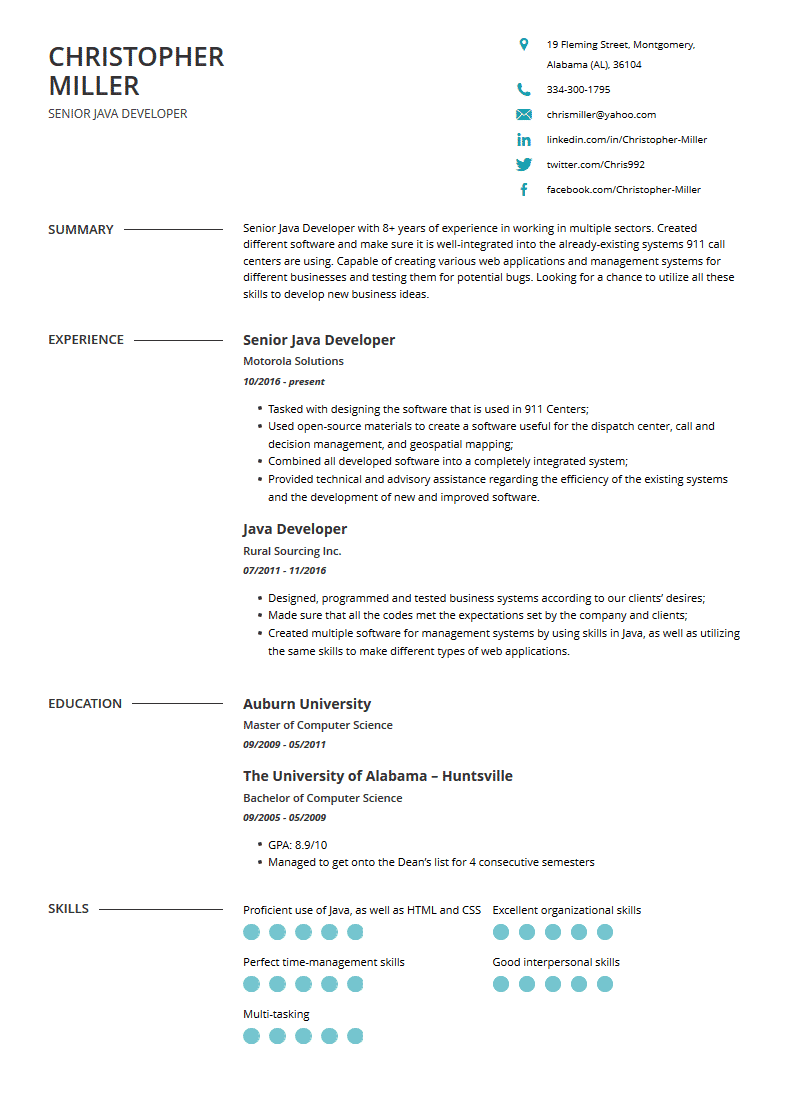 CHRISTOPHER
MILLER
SENIOR JAVA DEVELOPER
19 Fleming Street, Montgomery,
Alabama (AL), 36104
334-300-1795
chrismiller@yahoo.com
linkedin.com/in/Christopher-Miller
twitter.com/Chris992
facebook.com/Christopher-Miller
SUMMARY
Senior Java Developer with 8+ years of experience in working in multiple sectors. Created
different software and make sure it is well-integrated into the already-existing systems 911 call
centers are using. Capable of creating various web applications and management systems for
different businesses and testing them for potential bugs. Looking for a chance to utilize all these
skills to develop new business ideas.
EXPERIENCE
Senior Java Developer
Motorola Solutions
10/2016 - present
• Tasked with designing the software that is used in 911 Centers;
• Used open-source materials to create a software useful for the dispatch center, call and
decision management, and geospatial mapping;
• Combined all developed software into a completely integrated system;
• Provided technical and advisory assistance regarding the efficiency of the existing systems
and the development of new and improved software.
Java Developer
Rural Sourcing Inc.
07/2011 - 11/2016
• Designed, programmed and tested business systems according to our clients’ desires;
• Made sure that all the codes met the expectations set by the company and clients;
• Created multiple software for management systems by using skills in Java, as well as utilizing
the same skills to make different types of web applications.
EDUCATION
Auburn University
Master of Computer Science
09/2009 - 05/2011
The University of Alabama – Huntsville
Bachelor of Computer Science
09/2005 - 05/2009
• GPA: 8.9/10
• Managed to get onto the Dean’s list for 4 consecutive semesters
SKILLS
Proficient use of Java, as well as HTML and CSS
Excellent organizational skills
Perfect time-management skills
Good interpersonal skills
Multi-tasking